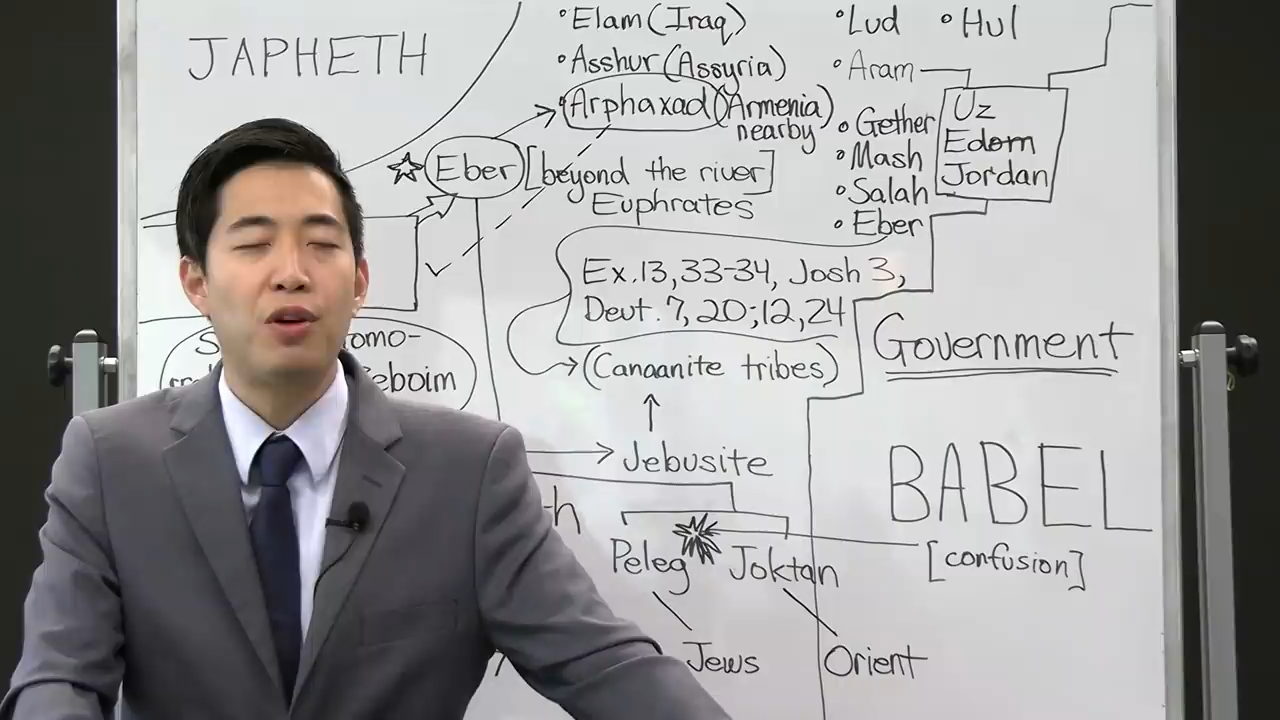 JAPHETH
°Elam (Iraq)
°Asshur (Assyria)
°Arphaxad (Armenia)
nearby
Eber [beyond the river]
Euphrates
°Lud °Hul
°Aram
Gether
°Mash
°Salah
°Eber
Uz
Edom
Jordan
Ex.13,33-34, Josh 3,
Deut. 7, 20;12,24
(Canaanite tribes)
Jebusite
Peleg Joktan
Jews Orient
Government
BABEL
[confusion]